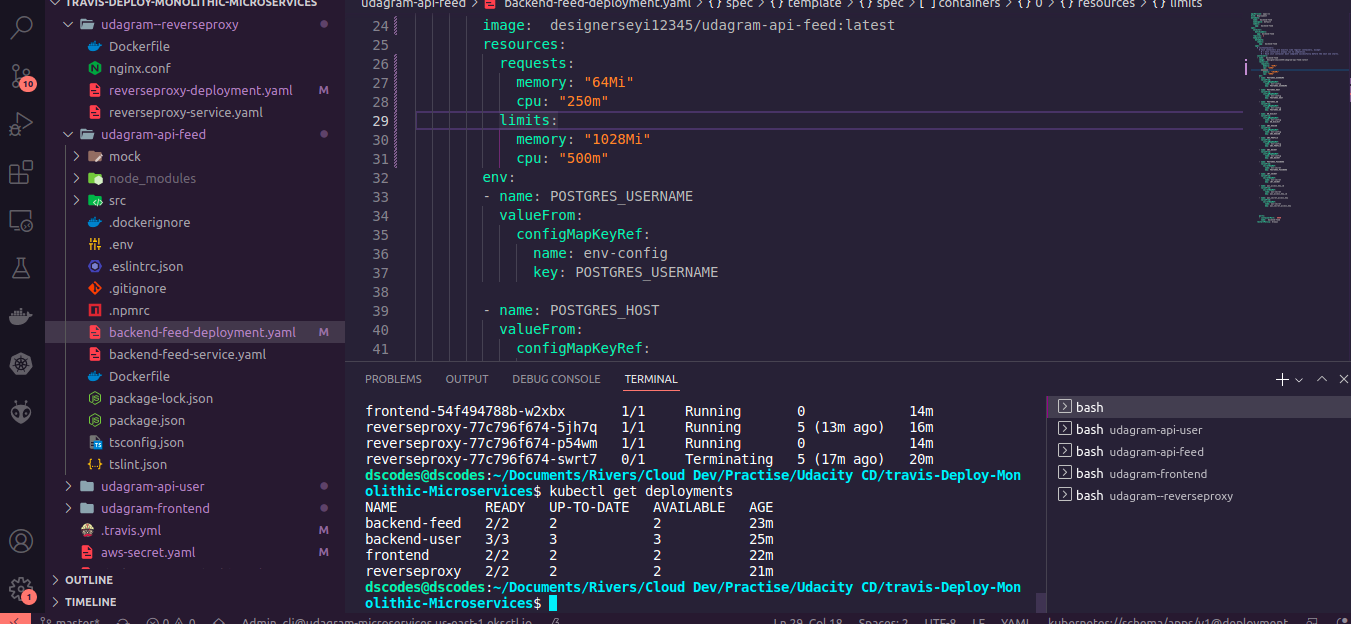 TRAVIS-DEPLOY-MONOLITHIC-MICROSERVICES
udagram--reverseproxy
Dockerfile
nginx.conf
reverseproxy-deployment.yaml M
reverseproxy-service.yaml
udagram-api-feed
mock
node_modules
src
.dockerignore
.env
.eslintrc.json
.gitignore
.npmrc
backend-feed-deployment.yaml M
backend-feed-service.yaml
Dockerfile
package-lock.json
package.json
tsconfig.json
tslint.json
udagram-api-user
udagram-frontend
.travis.yml M
aws-secret.yaml M
OUTLINE
TIMELINE
10
1
udagram-api-feed > backend-feed-deployment.yaml > {} spec > {} template > {} spec > [ ] containers > {} 0 > {} resources > {} limits
24 image:  designerseyi12345/udagram-api-feed:latest
25 resources:
26 requests:
27 memory: "64Mi"
28 cpu: "250m"
29 limits:
30 memory: "1028Mi"
31 cpu: "500m"
32 env:
33 - name: POSTGRES_USERNAME
34 valueFrom:
35 configMapKeyRef:
36 name: env-config
37 key: POSTGRES_USERNAME
38
39 - name: POSTGRES_HOST
40 valueFrom:
41 configMapKeyRef:
PROBLEMS OUTPUT DEBUG CONSOLE TERMINAL
frontend-54f494788b-w2xbx 1/1 Running 0 14m
reverseproxy-77c796f674-5jh7q 1/1 Running 5 (13m ago) 16m
reverseproxy-77c796f674-p54wm 1/1 Running 0 14m
reverseproxy-77c796f674-swrt7 0/1 Terminating 5 (17m ago) 20m
dscodes@dscodes:~/Documents/Rivers/Cloud Dev/Practise/Udacity CD/travis-Deploy-Mon
olithic-Microservices$ kubectl get deployments
NAME READY UP-TO-DATE AVAILABLE AGE
backend-feed 2/2 2 2 23m
backend-user 3/3 3 3 25m
frontend 2/2 2 2 22m
reverseproxy 2/2 2 2 21m
dscodes@dscodes:~/Documents/Rivers/Cloud Dev/Practise/Udacity CD/travis-Deploy-Mon
olithic-Microservices$
bash
bash udagram-api-user
bash udagram-api-feed
bash udagram-frontend
bash udagram--reverseproxy
master* 0 0 Admin_cli@udagram-microservices.us-east-1.eksctl.io Ln 29, Col 18 Spaces: 2 UTF-8 LF YAML kubernetes://schema/apps/v1@deployment